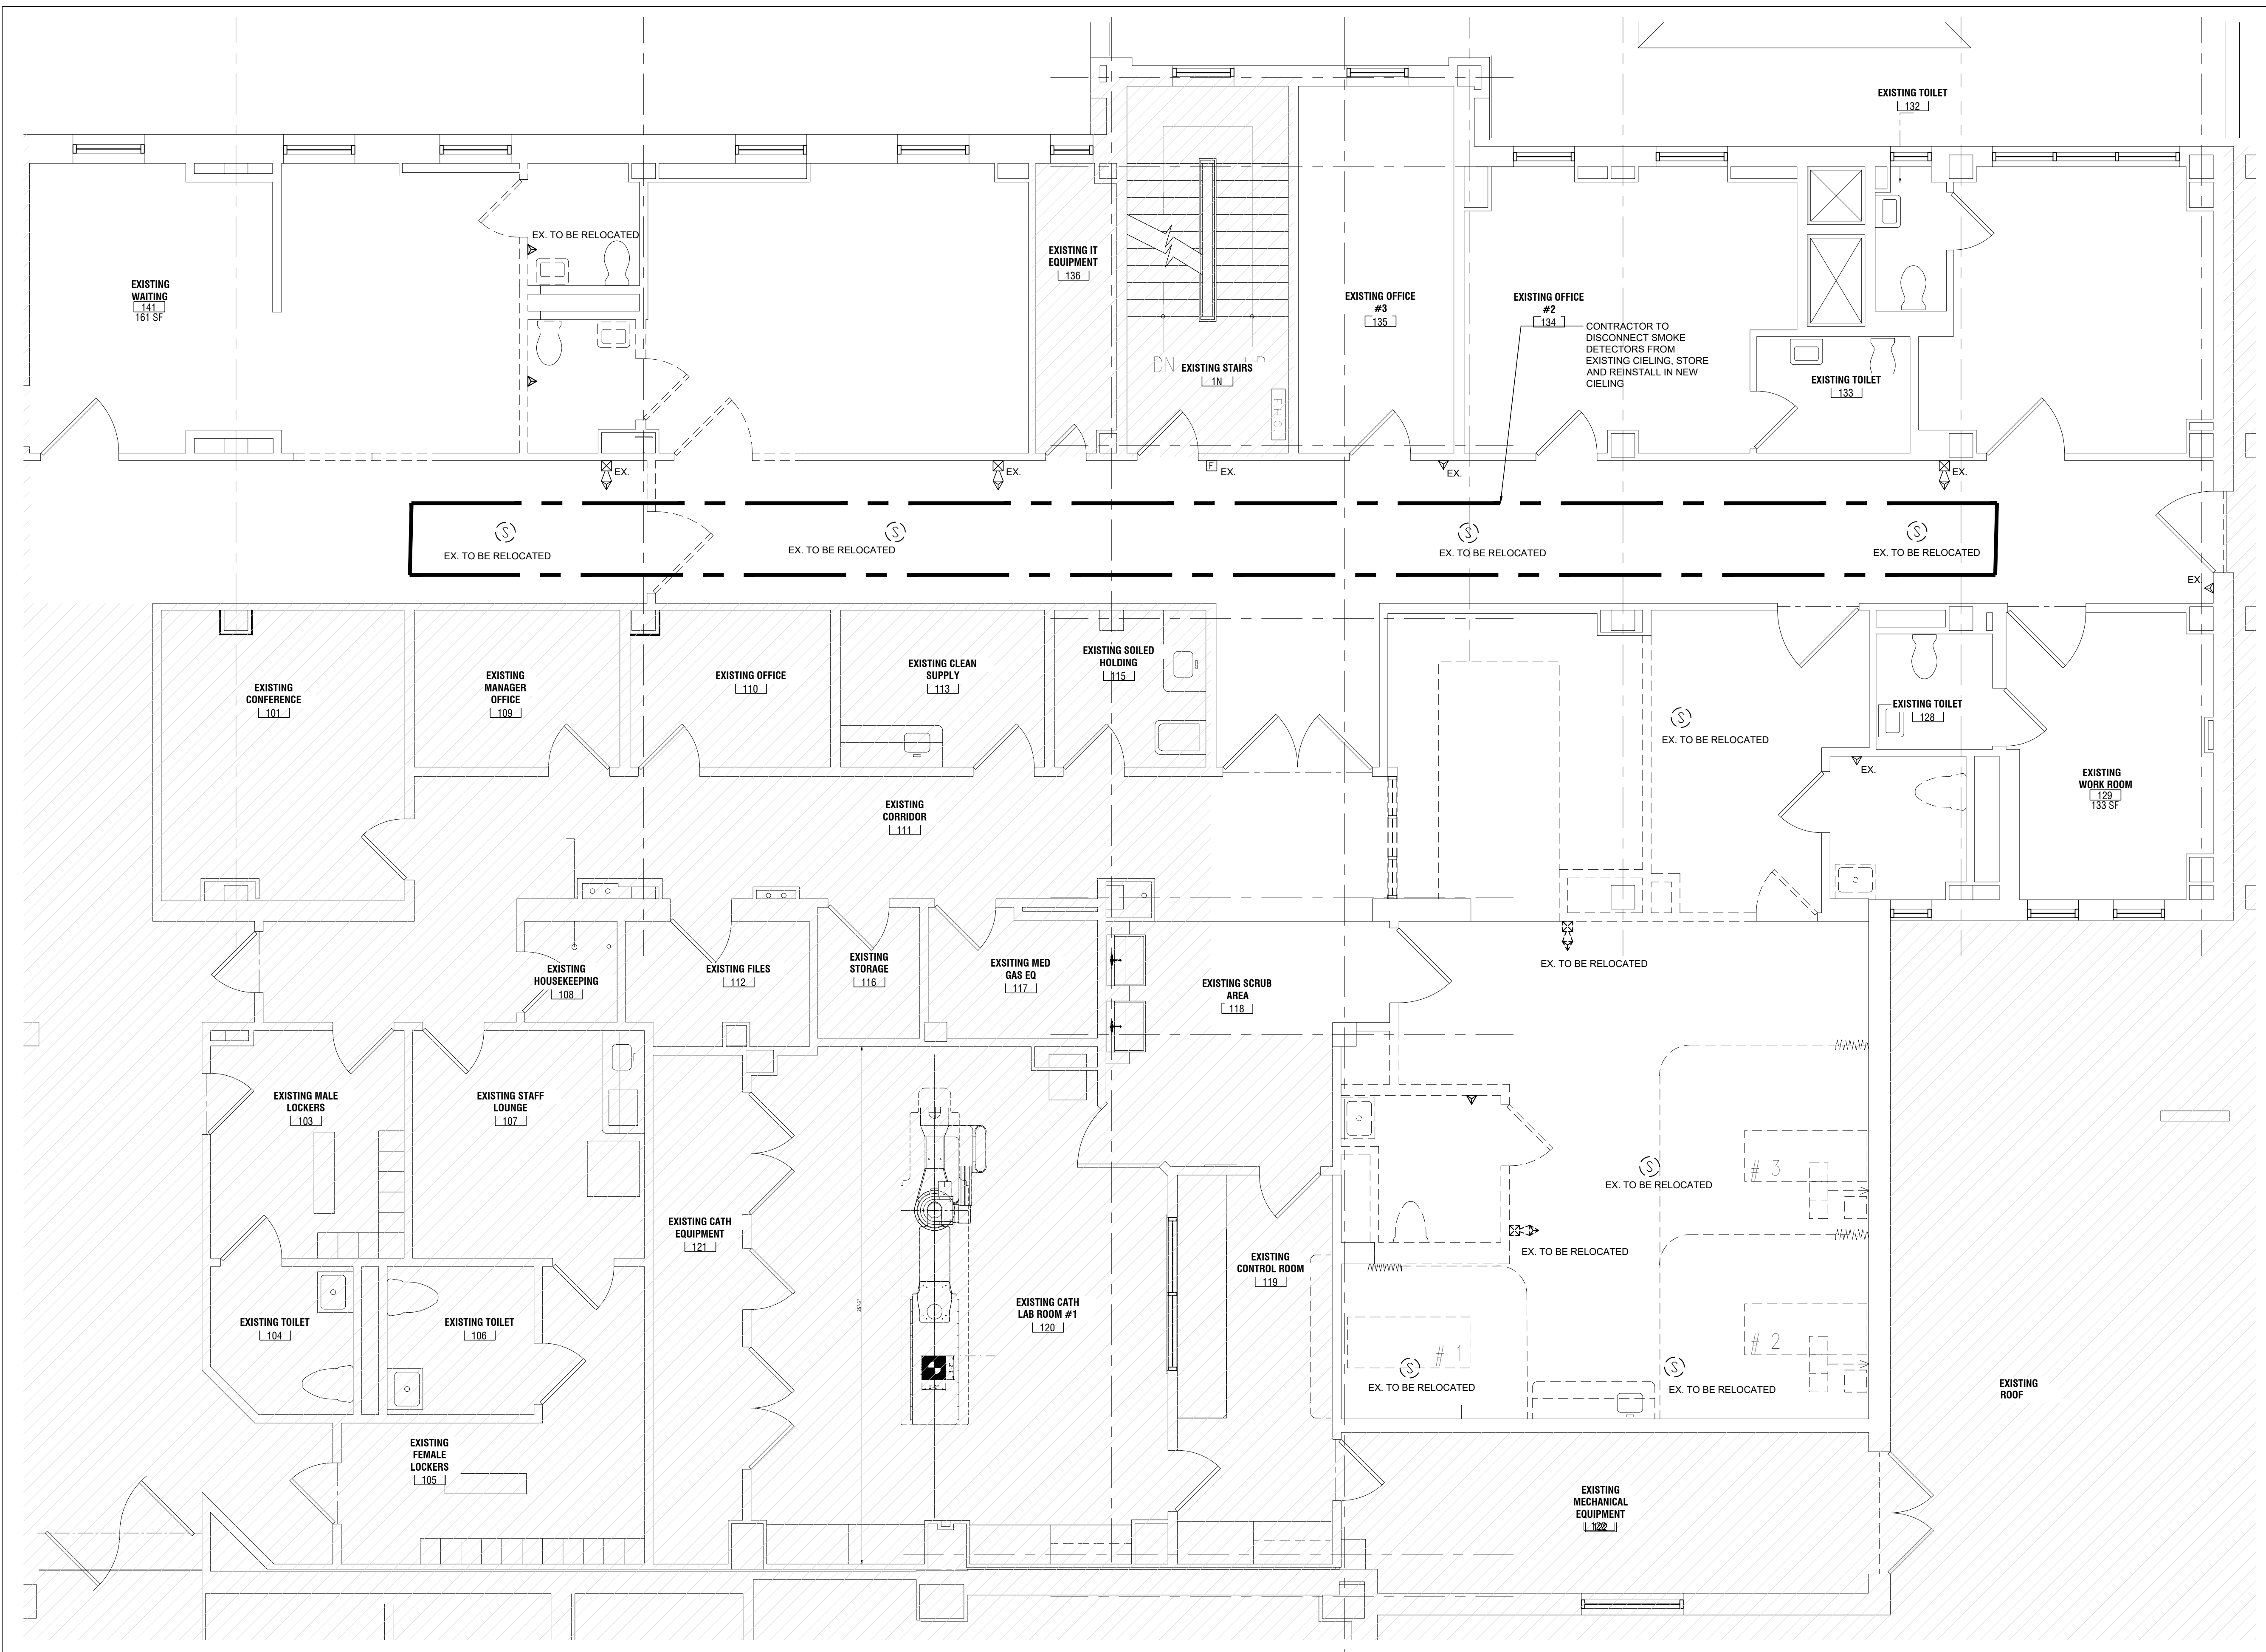 EXISTING TOILET
132
EX. TO BE RELOCATED
EXISTING IT
EQUIPMENT
136
EXISTING
WAITING
141
161 SF
EXISTING OFFICE
#3
135
EXISTING OFFICE
#2
134
CONTRACTOR TO
DISCONNECT SMOKE
DETECTORS FROM
EXISTING CIELING, STORE
AND REINSTALL IN NEW
CIELING
DN
UP
EXISTING STAIRS
1N
F.H.C.
EXISTING TOILET
133
EX.
EX.
F
EX.
EX.
EX.
S
EX. TO BE RELOCATED
S
EX. TO BE RELOCATED
S
EX. TO BE RELOCATED
S
EX. TO BE RELOCATED
EX.
EXISTING
CONFERENCE
101
EXISTING
MANAGER
OFFICE
109
EXISTING OFFICE
110
EXISTING CLEAN
SUPPLY
113
EXISTING SOILED
HOLDING
115
S
EX. TO BE RELOCATED
EXISTING TOILET
128
EX.
EXISTING
WORK ROOM
129
133 SF
EXISTING
CORRIDOR
111
EXISTING
HOUSEKEEPING
108
EXISTING FILES
112
EXISTING
STORAGE
116
EXSITING MED
GAS EQ
117
EXISTING SCRUB
AREA
118
EX. TO BE RELOCATED
EXISTING MALE
LOCKERS
103
EXISTING STAFF
LOUNGE
107
EXISTING CATH
EQUIPMENT
121
25'-5"
EXISTING
CONTROL ROOM
119
S
EX. TO BE RELOCATED
# 3
EX. TO BE RELOCATED
EXISTING TOILET
104
EXISTING TOILET
106
EXISTING CATH
LAB ROOM #1
120
# 1
S
EX. TO BE RELOCATED
S
EX. TO BE RELOCATED
# 2
EXISTING
ROOF
EXISTING
FEMALE
LOCKERS
105
EXISTING
MECHANICAL
EQUIPMENT
122